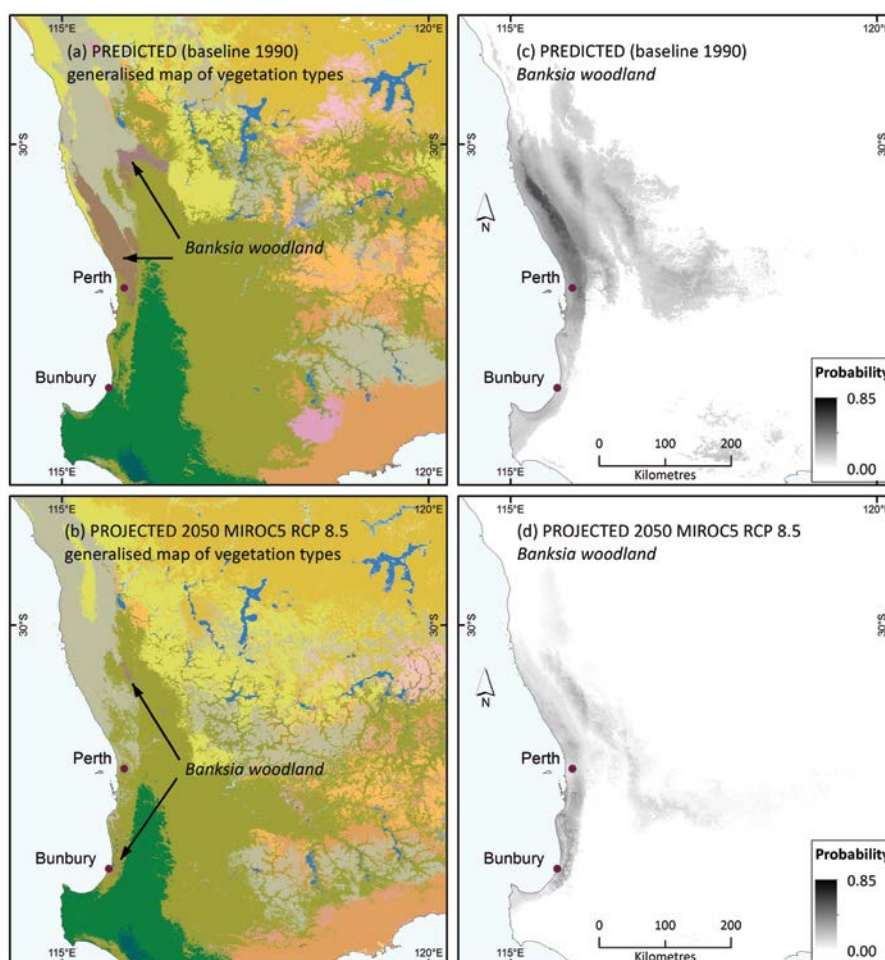 115°E
120°E
(a) PREDICTED (baseline 1990)
generalised map of vegetation types
30°S
Banksia woodland
Perth
Bunbury
115°E
120°E
115°E
120°E
(c) PREDICTED (baseline 1990)
Banksia woodland
30°S
N
Perth
Bunbury
Probability
0.85
0.00
0
100
200
Kilometres
115°E
120°E
(b) PROJECTED 2050 MIROC5 RCP 8.5
generalised map of vegetation types
30°S
Banksia woodland
Perth
Bunbury
115°E
120°E
(d) PROJECTED 2050 MIROC5 RCP 8.5
Banksia woodland
30°S
N
Perth
Bunbury
Probability
0.85
0.00
0
100
200
Kilometres
115°E